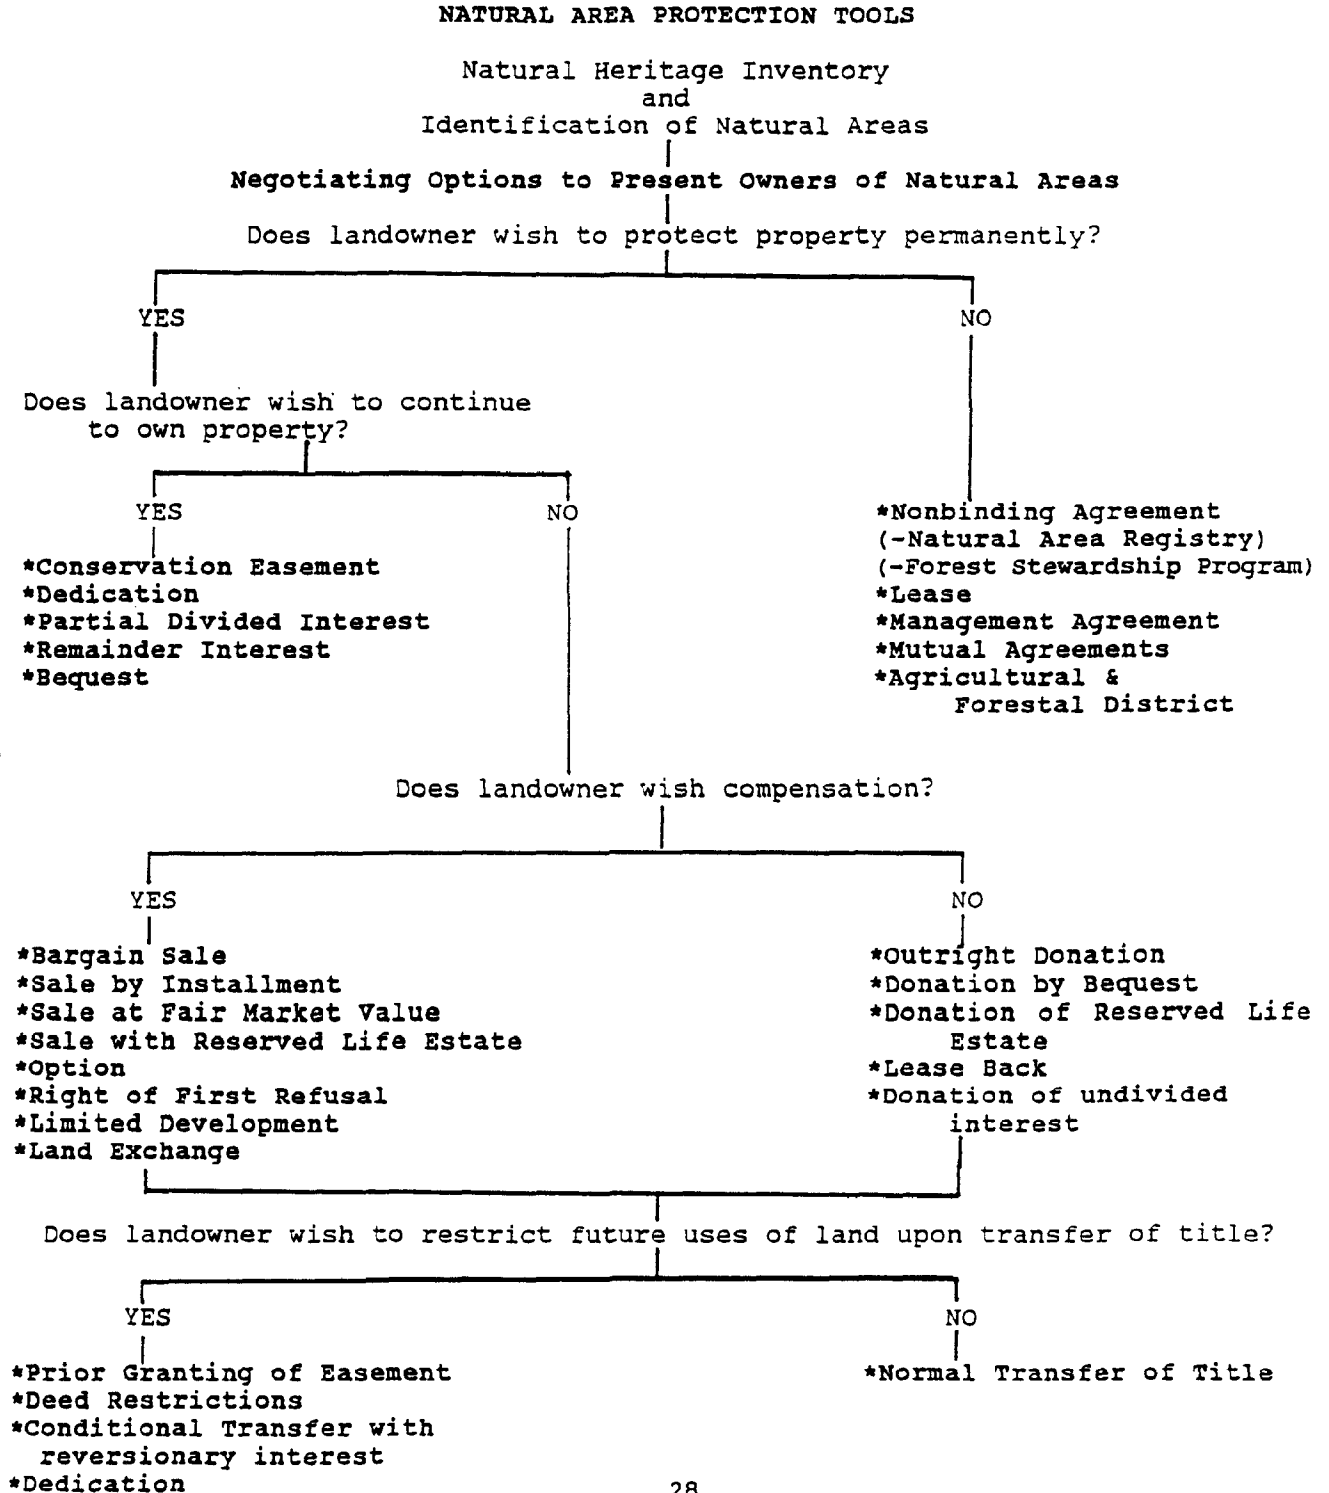 NATURAL AREA PROTECTION TOOLS
Natural Heritage Inventory
and
Identification of Natural Areas
Negotiating Options to Present Owners of Natural Areas
Does landowner wish to protect property permanently?
YES
NO
Does landowner wish to continue
to own property?
YES
NO
*Conservation Easement
*Dedication
*Partial Divided Interest
*Remainder Interest
*Bequest
*Nonbinding Agreement
(-Natural Area Registry)
(-Forest Stewardship Program)
*Lease
*Management Agreement
*Mutual Agreements
*Agricultural &
Forestal District
Does landowner wish compensation?
YES
NO
*Bargain Sale
*Sale by Installment
*Sale at Fair Market Value
*Sale with Reserved Life Estate
*Option
*Right of First Refusal
*Limited Development
*Land Exchange
*Outright Donation
*Donation by Bequest
*Donation of Reserved Life
Estate
*Lease Back
*Donation of undivided
interest
Does landowner wish to restrict future uses of land upon transfer of title?
YES
NO
*Prior Granting of Easement
*Deed Restrictions
*Conditional Transfer with
reversionary interest
*Dedication
*Normal Transfer of Title
28